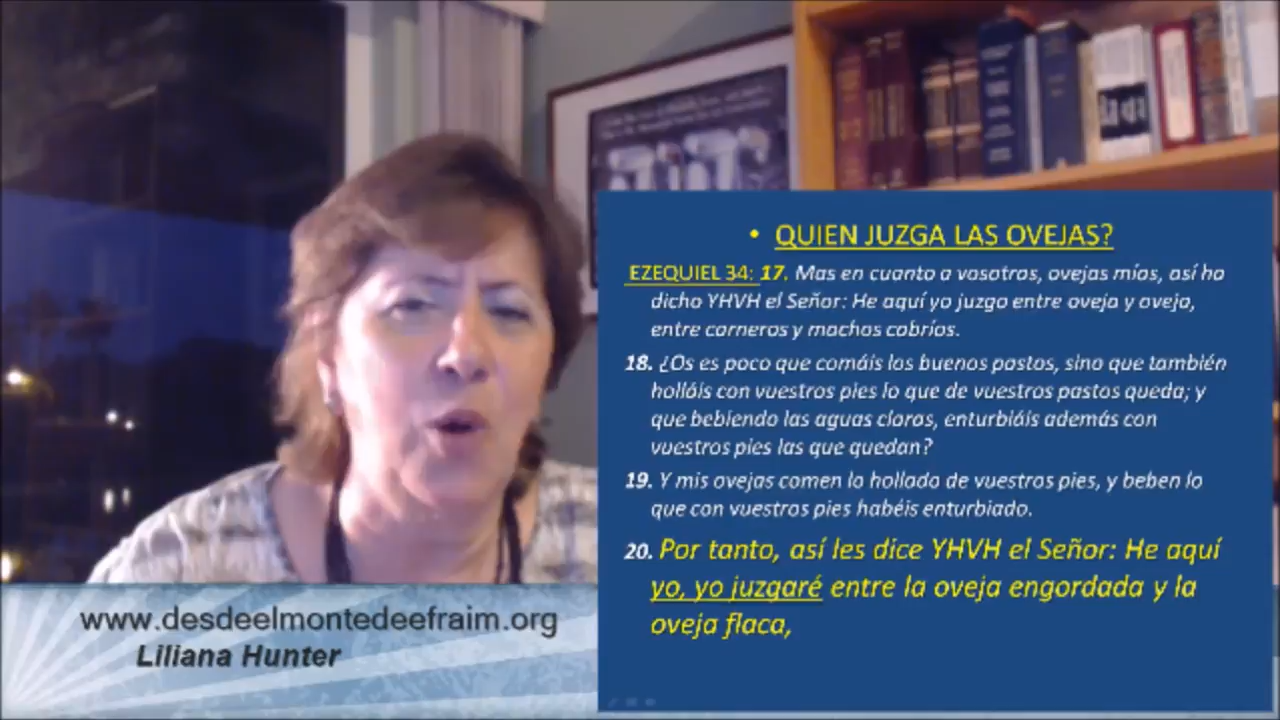 • QUIEN JUZGA LAS OVEJAS?
EZEQUIEL 34: 17. Mas en cuanto a vosotras, ovejas mías, así ha
dicho YHVH el Señor: He aquí yo juzgo entre oveja y oveja,
entre carneros y machos cabríos.
18. ¿Os es poco que comáis los buenos pastos, sino que también
holláis con vuestros pies lo que de vuestros pastos queda; y
que bebiendo las aguas claras, enturbiáis además con
vuestros pies las que quedan?
19. Y mis ovejas comen lo hollado de vuestros pies, y beben lo
que con vuestros pies habéis enturbiado.
20. Por tanto, así les dice YHVH el Señor: He aquí
yo, yo juzgaré entre la oveja engordada y la
oveja flaca,
www.desdeelmontedeefraim.org
Liliana Hunter